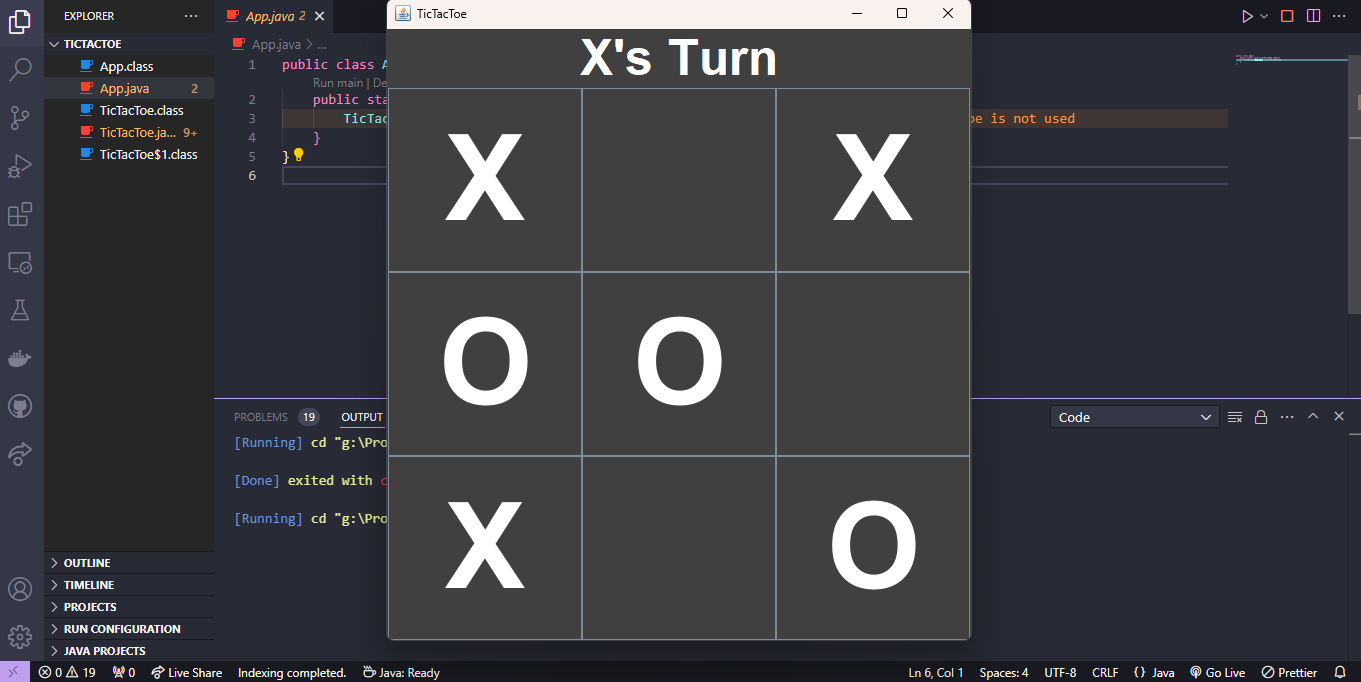 EXPLORER
TICTACTOE
App.class
App.java 2
TicTacToe.class
TicTacToe.ja... 9+
TicTacToe$1.class
OUTLINE
TIMELINE
PROJECTS
RUN CONFIGURATION
JAVA PROJECTS
App.java 2
App.java > ...
1 public class A
Run main | De
2 public sta
3 TicTac
pe is not used
4 }
5 }
6
TicTacToe
X's Turn
X X
O O
X O
PROBLEMS 19 OUTPUT
Code
[Running] cd "g:\Pro
[Done] exited with c
[Running] cd "g:\Pro
0 19 0 Live Share Indexing completed. Java: Ready
Ln 6, Col 1 Spaces: 4 UTF-8 CRLF {} Java Go Live Prettier